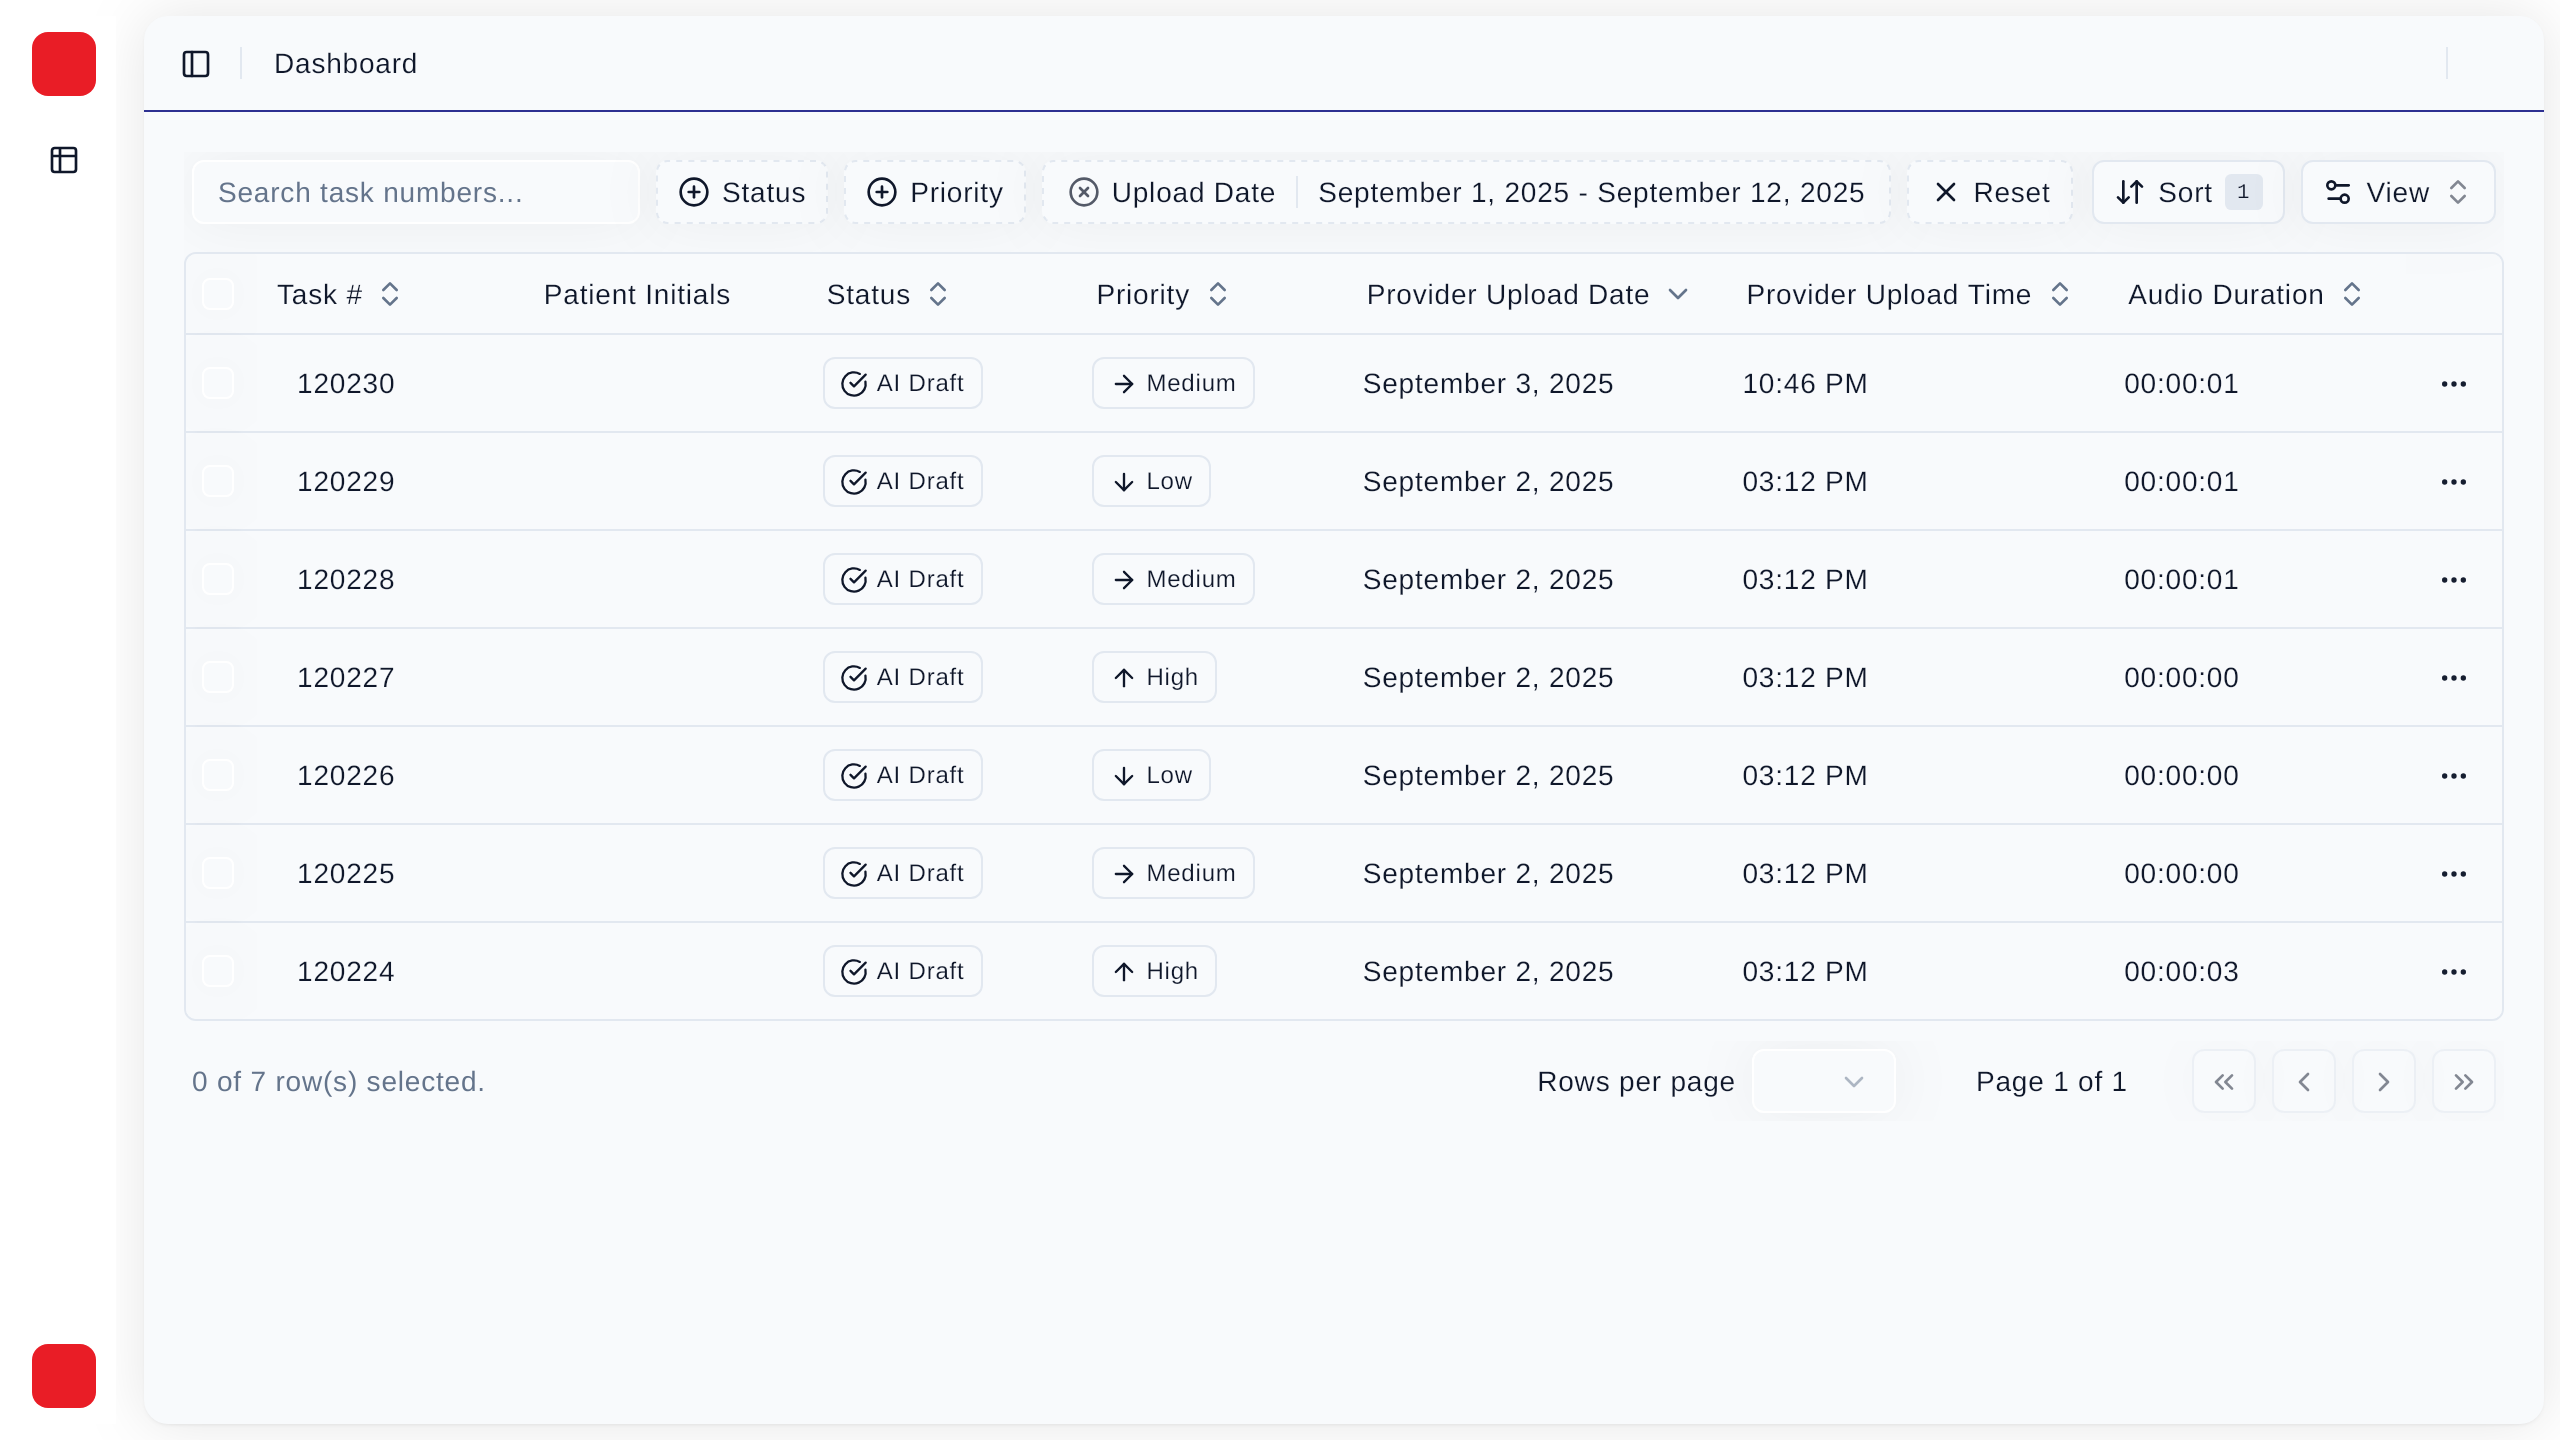 Dashboard
Search task numbers... Status Priority Upload Date September 1, 2025 - September 12, 2025 Reset Sort 1 View
Task # Patient Initials Status Priority Provider Upload Date Provider Upload Time Audio Duration
120230 AI Draft Medium September 3, 2025 10:46 PM 00:00:01
120229 AI Draft Low September 2, 2025 03:12 PM 00:00:01
120228 AI Draft Medium September 2, 2025 03:12 PM 00:00:01
120227 AI Draft High September 2, 2025 03:12 PM 00:00:00
120226 AI Draft Low September 2, 2025 03:12 PM 00:00:00
120225 AI Draft Medium September 2, 2025 03:12 PM 00:00:00
120224 AI Draft High September 2, 2025 03:12 PM 00:00:03
0 of 7 row(s) selected. Rows per page Page 1 of 1